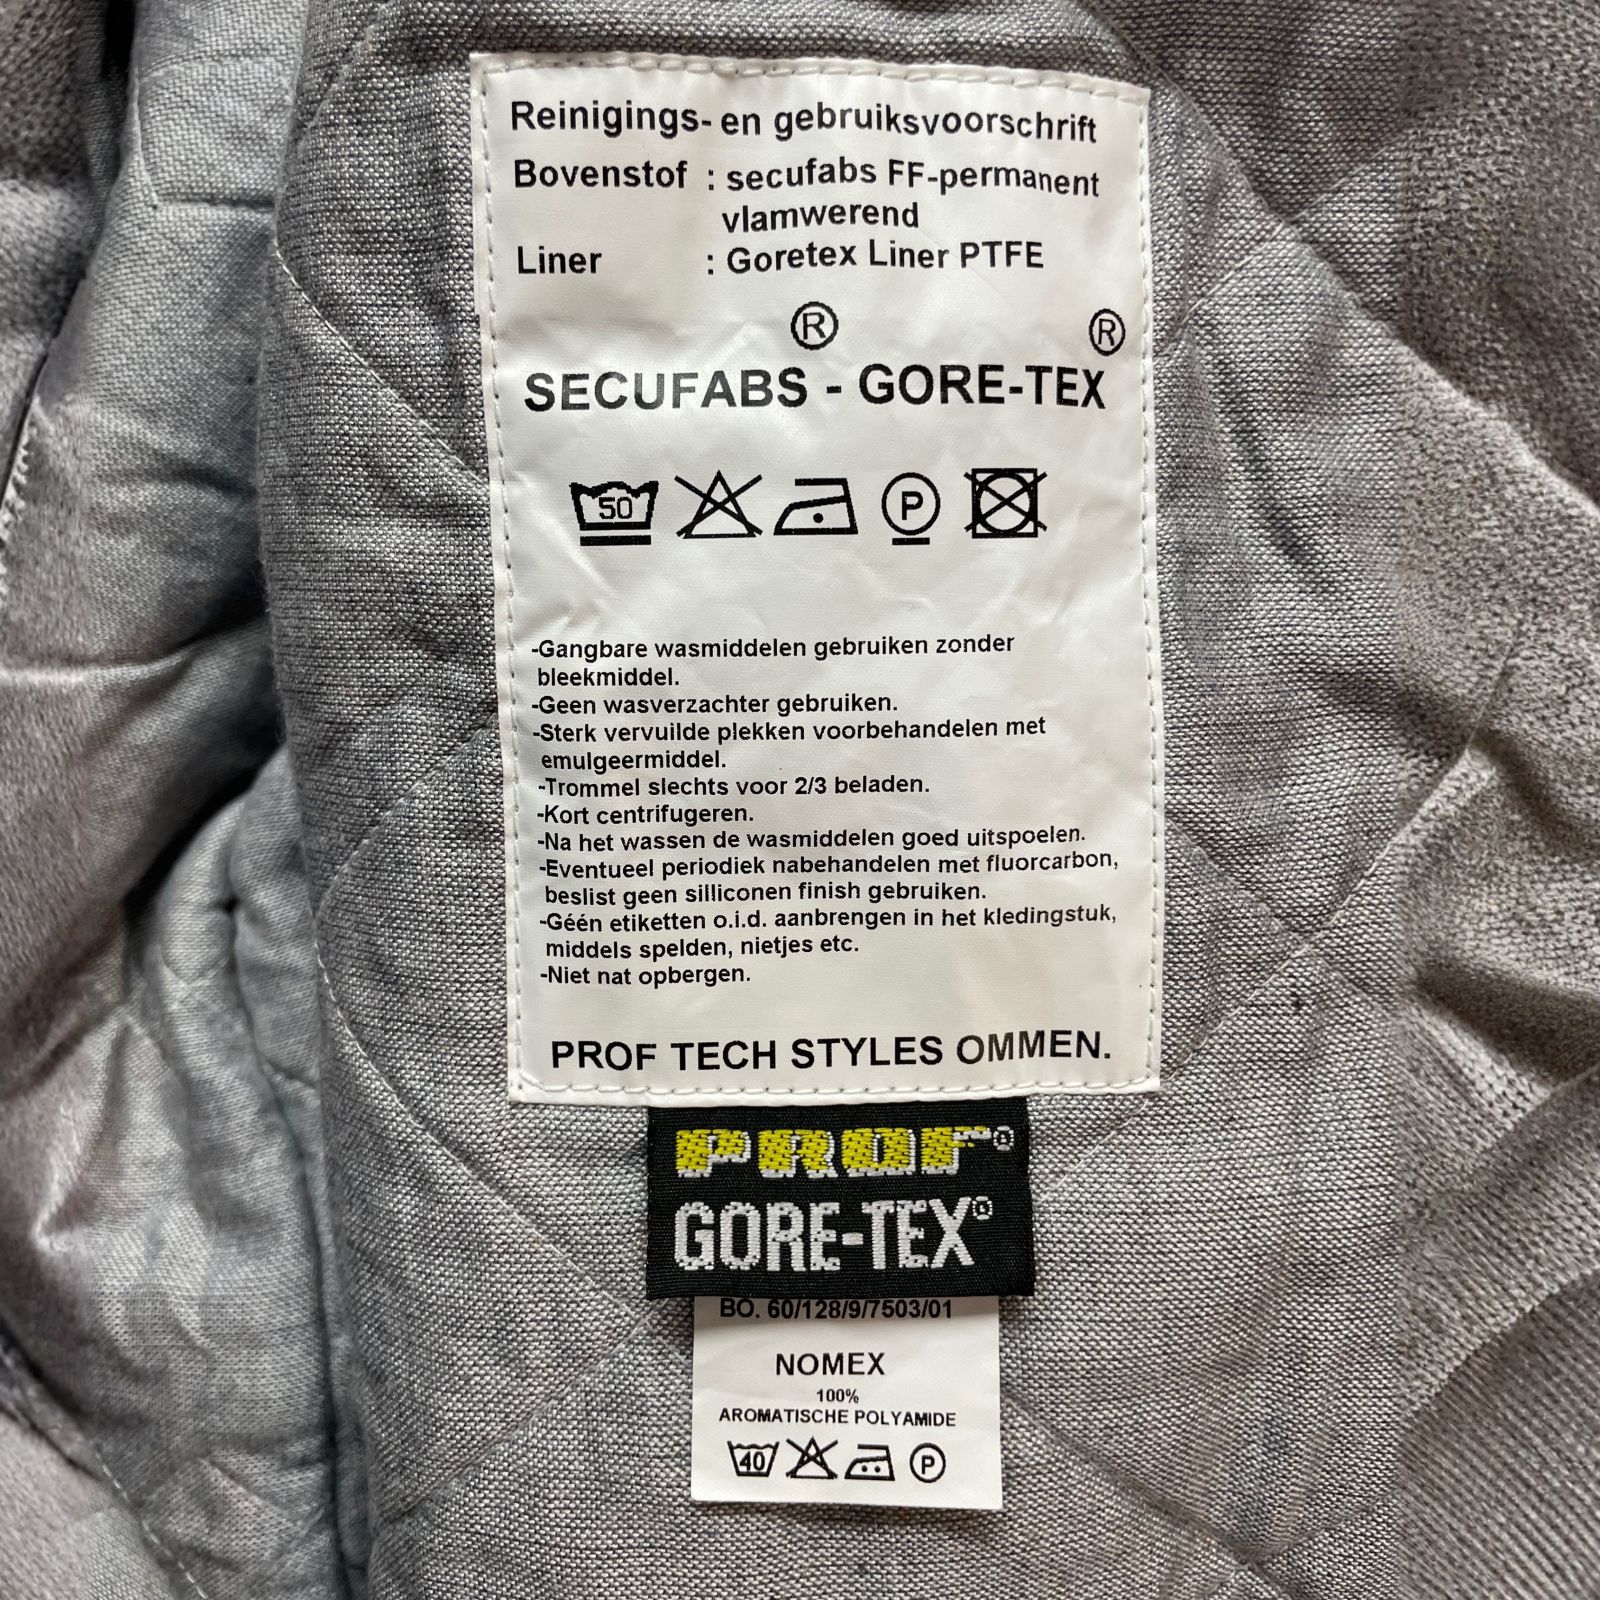 Reinigings- en gebruiksvoorschrift
Bovenstof : secufabs FF-permanent
vlamwerend
Liner : Goretex Liner PTFE
® ®
SECUFABS - GORE-TEX
50 P
-Gangbare wasmiddelen gebruiken zonder
bleekmiddel.
-Geen wasverzachter gebruiken.
-Sterk vervuilde plekken voorbehandelen met
emulgeermiddel.
-Trommel slechts voor 2/3 beladen.
-Kort centrifugeren.
-Na het wassen de wasmiddelen goed uitspoelen.
-Eventueel periodiek nabehandelen met fluorcarbon,
beslist geen silliconen finish gebruiken.
-Géén etiketten o.i.d. aanbrengen in het kledingstuk,
middels spelden, nietjes etc.
-Niet nat opbergen.
PROF TECH STYLES OMMEN.
PROF®
GORE-TEX®
BO. 60/128/9/7503/01
NOMEX
100%
AROMATISCHE POLYAMIDE
40 P